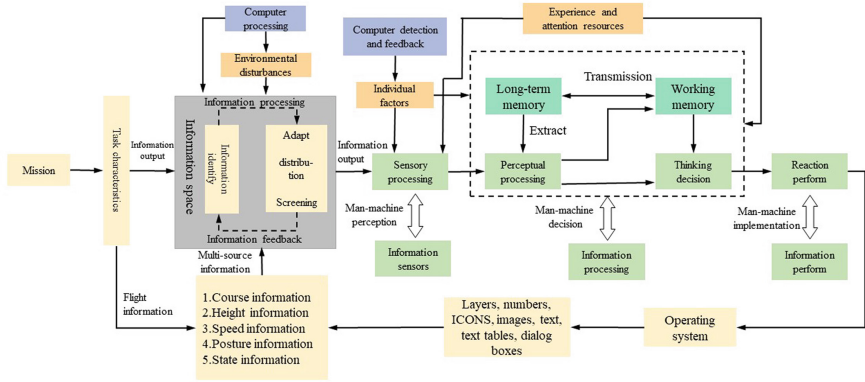 Computer
processing
Experience and
attention resources
Computer detection
and feedback
Environmental
disturbances
Individual
factors
Long-term
memory
Transmission
Working
memory
Information processing
Information space
Information
identify
Adapt
distribu-
tion
Screening
Information feedback
Extract
Mission
Task characteristics
Information
output
Information
output
Sensory
processing
Perceptual
processing
Thinking
decision
Reaction
perform
Man-machine
perception
Man-machine
decision
Man-machine
implementation
Information
sensors
Information
processing
Information
perform
Multi-source
information
Flight
information
1.Course information
2.Height information
3.Speed information
4.Posture information
5.State information
Layers, numbers,
ICONS, images, text,
text tables, dialog
boxes
Operating
system